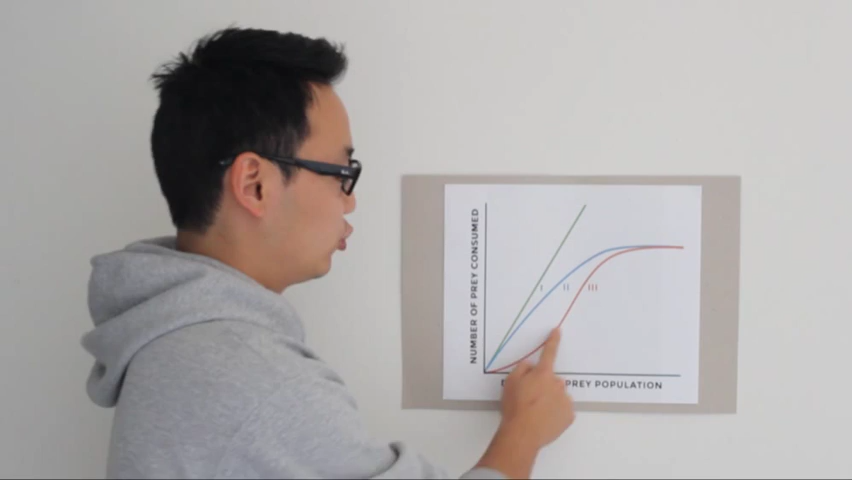 NUMBER OF PREY CONSUMED
I II III
PREY POPULATION